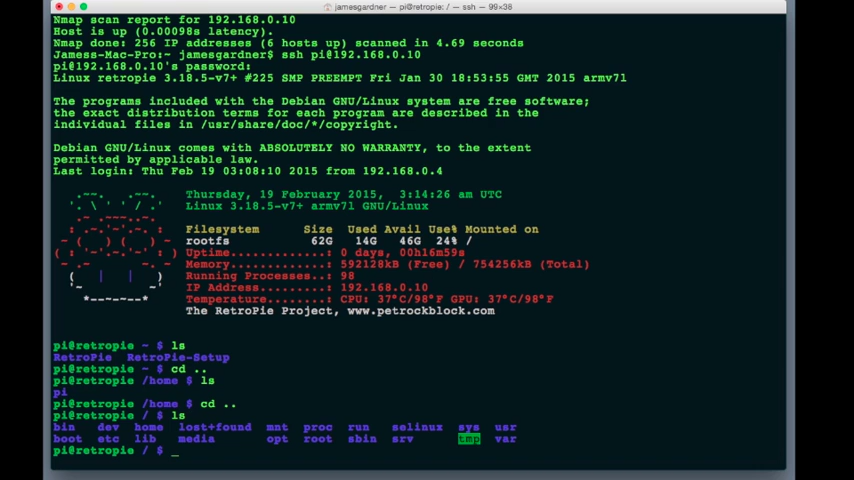 jamesgardner — pi@retropie: / — ssh — 99×38
Nmap scan report for 192.168.0.10
Host is up (0.00098s latency).
Nmap done: 256 IP addresses (6 hosts up) scanned in 4.69 seconds
Jamess-Mac-Pro:~ jamesgardner$ ssh pi@192.168.0.10
pi@192.168.0.10's password:
Linux retropie 3.18.5-v7+ #225 SMP PREEMPT Fri Jan 30 18:53:55 GMT 2015 armv7l
The programs included with the Debian GNU/Linux system are free software;
the exact distribution terms for each program are described in the
individual files in /usr/share/doc/*/copyright.
Debian GNU/Linux comes with ABSOLUTELY NO WARRANTY, to the extent
permitted by applicable law.
Last login: Thu Feb 19 03:08:10 2015 from 192.168.0.4
Thursday, 19 February 2015, 3:14:26 am UTC
Linux 3.18.5-v7+ armv7l GNU/Linux
Filesystem Size Used Avail Use% Mounted on
rootfs 62G 14G 46G 24% /
Uptime.............: 0 days, 00h16m59s
Memory.............: 592128kB (Free) / 754256kB (Total)
Running Processes..: 98
IP Address.........: 192.168.0.10
Temperature........: CPU: 37°C/98°F GPU: 37°C/98°F
The RetroPie Project, www.petrockblock.com
pi@retropie ~ $ ls
RetroPie RetroPie-Setup
pi@retropie ~ $ cd ..
pi@retropie /home $ ls
pi
pi@retropie /home $ cd ..
pi@retropie / $ ls
bin dev home lost+found mnt proc run selinux sys usr
boot etc lib media opt root sbin srv tmp var
pi@retropie / $ _